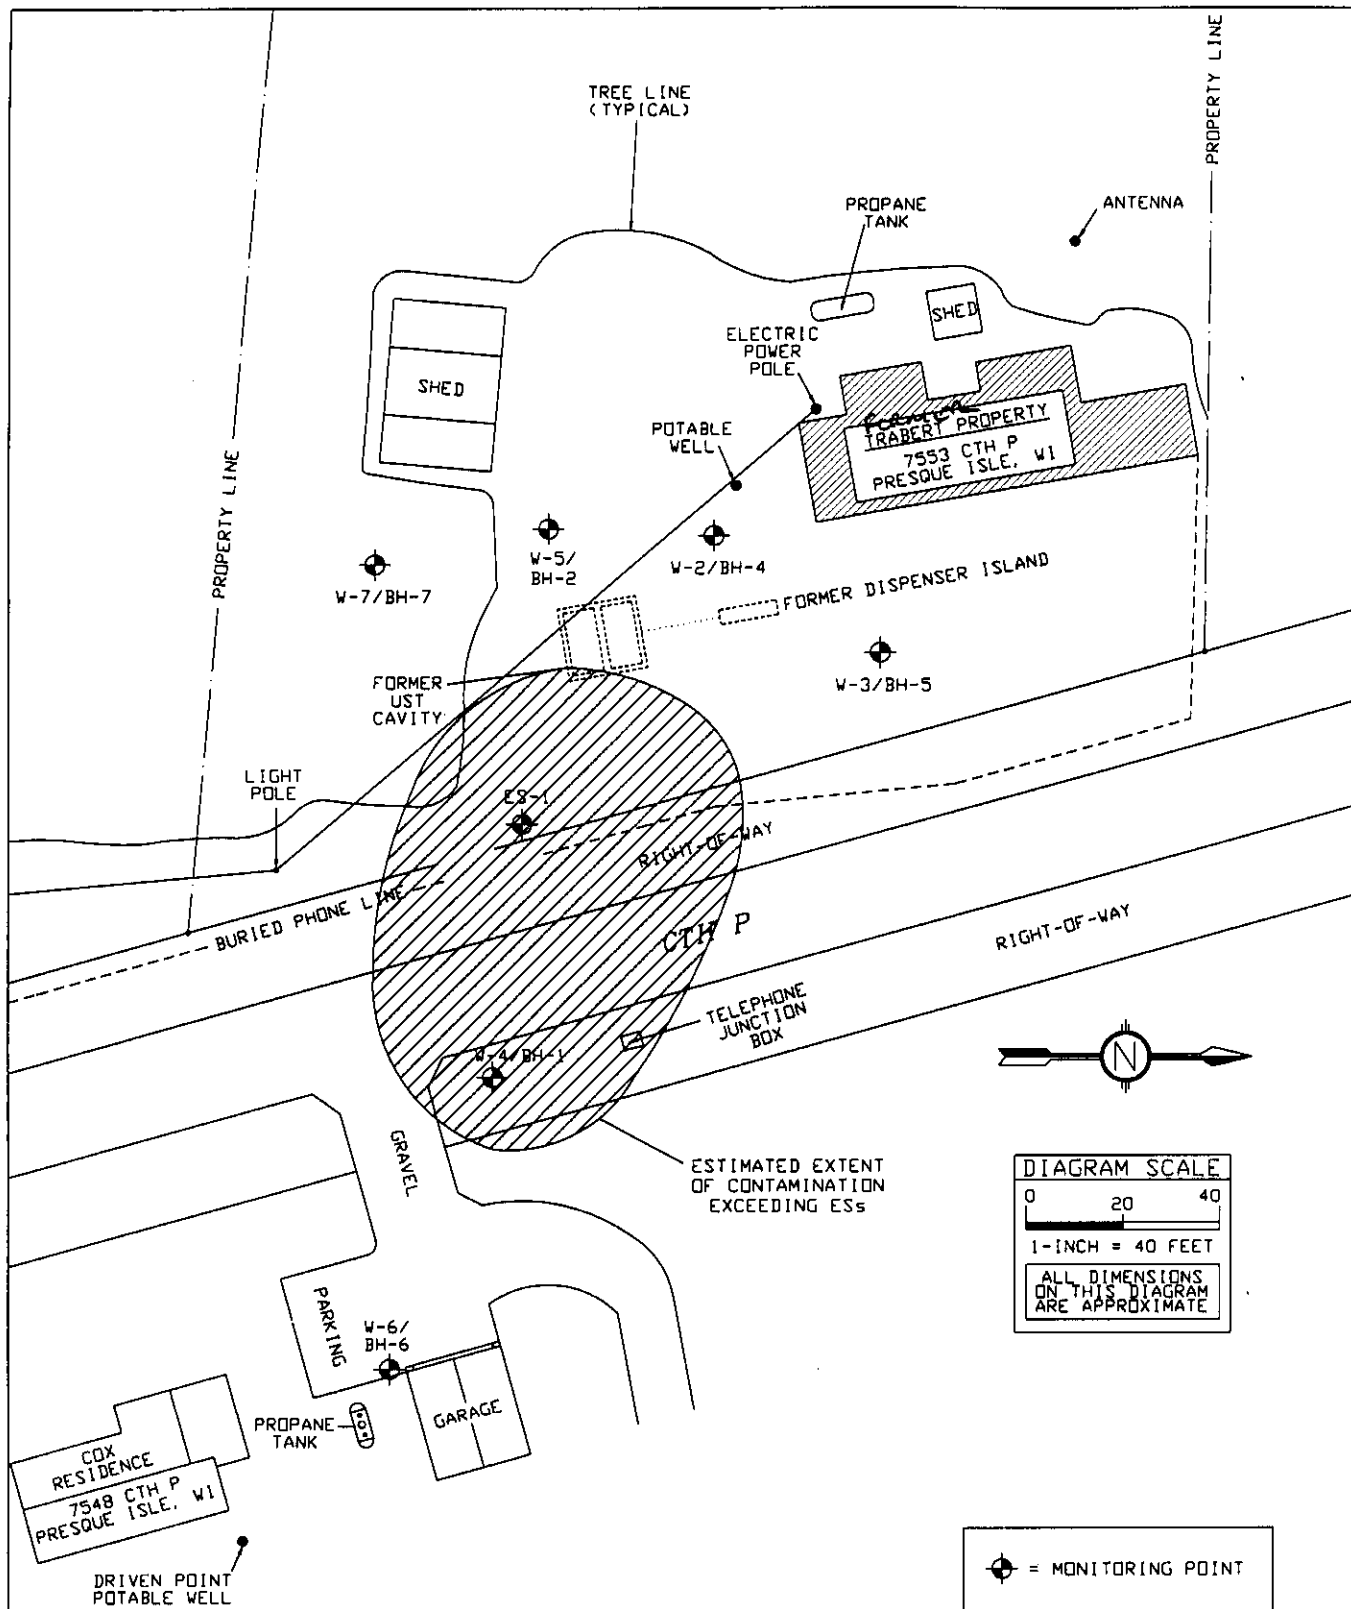 PROPERTY LINE
TREE LINE
(TYPICAL)
PROPANE
TANK
ANTENNA
SHED
ELECTRIC
POWER
POLE
SHED
FORMER
TRABERT PROPERTY
7553 CTH P
PRESQUE ISLE, WI
POTABLE
WELL
PROPERTY LINE
W-5/
BH-2
W-2/BH-4
W-7/BH-7
FORMER DISPENSER ISLAND
W-3/BH-5
FORMER
UST
CAVITY
LIGHT
POLE
ES-1
RIGHT-OF-WAY
BURIED PHONE LINE
CTH P
RIGHT-OF-WAY
TELEPHONE
JUNCTION
BOX
W-4/BH-1
N
GRAVEL
ESTIMATED EXTENT
OF CONTAMINATION
EXCEEDING ESs
DIAGRAM SCALE
0 20 40
1-INCH = 40 FEET
ALL DIMENSIONS
ON THIS DIAGRAM
ARE APPROXIMATE
PARKING
W-6/
BH-6
GARAGE
PROPANE
TANK
COX
RESIDENCE
7548 CTH P
PRESQUE ISLE, WI
DRIVEN POINT
POTABLE WELL
= MONITORING POINT